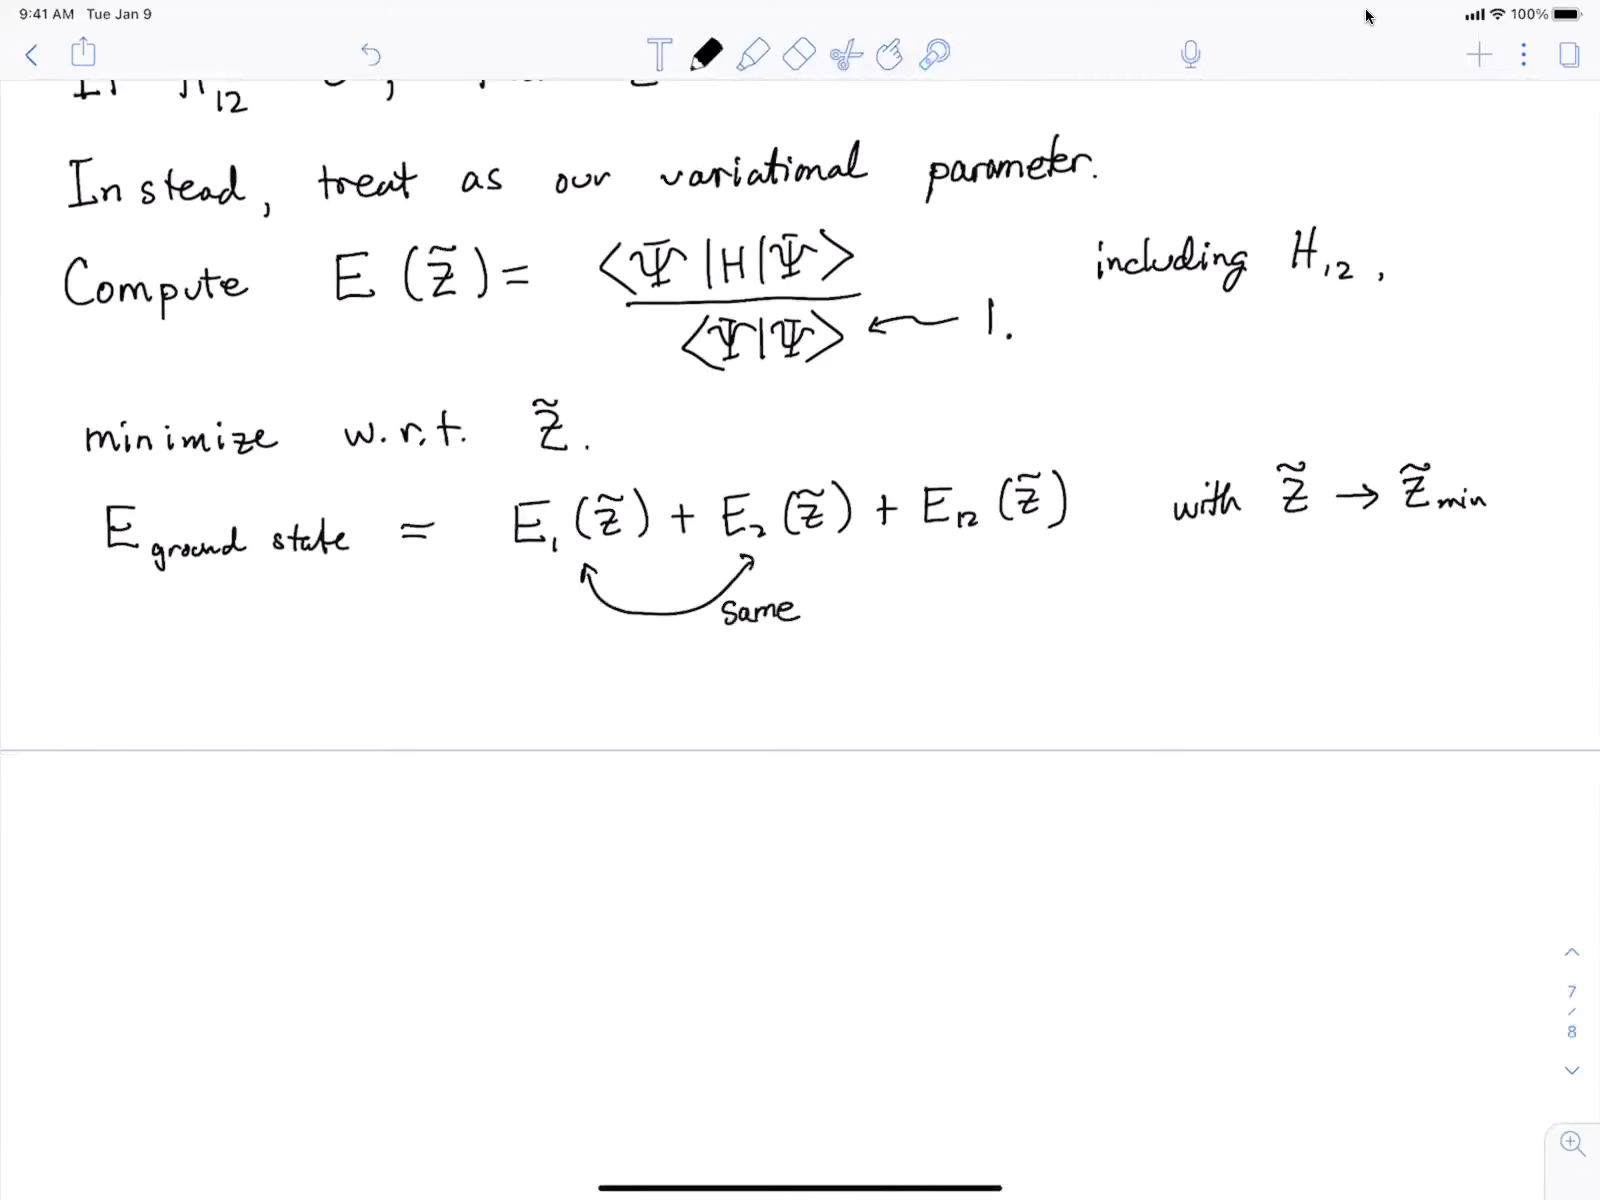 9:41 AM Tue Jan 9
100%
12
Instead, treat as our variational parameter.
Compute E(z̃) = <Ψ|H|Ψ> / <Ψ|Ψ> ← 1. including H₁₂,
minimize w.r.t. z̃.
E ground state = E₁(z̃) + E₂(z̃) + E₁₂(z̃) with z̃ → z̃ min
same
7
/
8